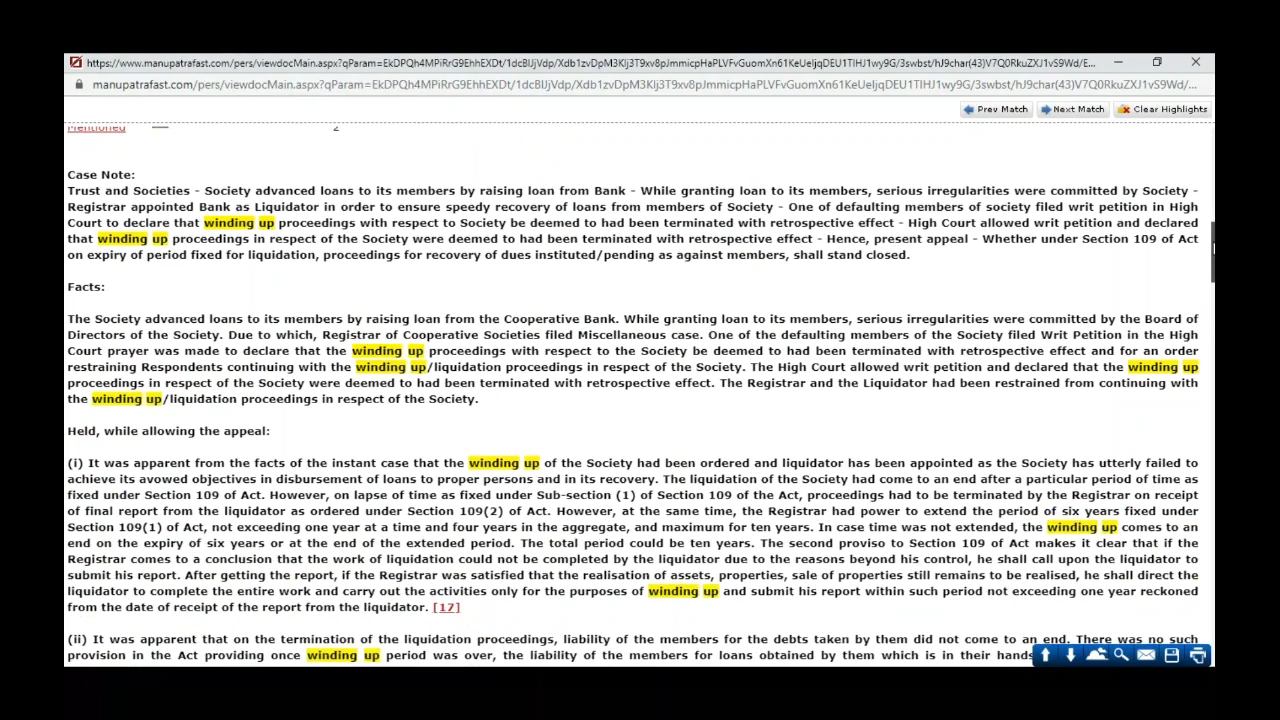 https://www.manupatrafast.com/pers/viewdocMain.aspx?qParam=EkDPQh4MPiRrG9EhhEXDt/1dcBlJjVdp/Xdb1zvDpM3Klj3T9xv8pJmmicpHaPLVFvGuomXn61KeUeljqDEU1TlHJ1wy9G/3swbst/hJ9char(43)V7Q0RkuZXJ1vS9Wd/E...
manupatrafast.com/pers/viewdocMain.aspx?qParam=EkDPQh4MPiRrG9EhhEXDt/1dcBlJjVdp/Xdb1zvDpM3Klj3T9xv8pJmmicpHaPLVFvGuomXn61KeUeljqDEU1TlHJ1wy9G/3swbst/hJ9char(43)V7Q0RkuZXJ1vS9Wd/...
Prev Match Next Match Clear Highlights
Mentioned — 2
Case Note:
Trust and Societies - Society advanced loans to its members by raising loan from Bank - While granting loan to its members, serious irregularities were committed by Society -
Registrar appointed Bank as Liquidator in order to ensure speedy recovery of loans from members of Society - One of defaulting members of society filed writ petition in High
Court to declare that winding up proceedings with respect to Society be deemed to had been terminated with retrospective effect - High Court allowed writ petition and declared
that winding up proceedings in respect of the Society were deemed to had been terminated with retrospective effect - Hence, present appeal - Whether under Section 109 of Act
on expiry of period fixed for liquidation, proceedings for recovery of dues instituted/pending as against members, shall stand closed.
Facts:
The Society advanced loans to its members by raising loan from the Cooperative Bank. While granting loan to its members, serious irregularities were committed by the Board of
Directors of the Society. Due to which, Registrar of Cooperative Societies filed Miscellaneous case. One of the defaulting members of the Society filed Writ Petition in the High
Court prayer was made to declare that the winding up proceedings with respect to the Society be deemed to had been terminated with retrospective effect and for an order
restraining Respondents continuing with the winding up/liquidation proceedings in respect of the Society. The High Court allowed writ petition and declared that the winding up
proceedings in respect of the Society were deemed to had been terminated with retrospective effect. The Registrar and the Liquidator had been restrained from continuing with
the winding up/liquidation proceedings in respect of the Society.
Held, while allowing the appeal:
(i) It was apparent from the facts of the instant case that the winding up of the Society had been ordered and liquidator has been appointed as the Society has utterly failed to
achieve its avowed objectives in disbursement of loans to proper persons and in its recovery. The liquidation of the Society had come to an end after a particular period of time as
fixed under Section 109 of Act. However, on lapse of time as fixed under Sub-section (1) of Section 109 of the Act, proceedings had to be terminated by the Registrar on receipt
of final report from the liquidator as ordered under Section 109(2) of Act. However, at the same time, the Registrar had power to extend the period of six years fixed under
Section 109(1) of Act, not exceeding one year at a time and four years in the aggregate, and maximum for ten years. In case time was not extended, the winding up comes to an
end on the expiry of six years or at the end of the extended period. The total period could be ten years. The second proviso to Section 109 of Act makes it clear that if the
Registrar comes to a conclusion that the work of liquidation could not be completed by the liquidator due to the reasons beyond his control, he shall call upon the liquidator to
submit his report. After getting the report, if the Registrar was satisfied that the realisation of assets, properties, sale of properties still remains to be realised, he shall direct the
liquidator to complete the entire work and carry out the activities only for the purposes of winding up and submit his report within such period not exceeding one year reckoned
from the date of receipt of the report from the liquidator. [17]
(ii) It was apparent that on the termination of the liquidation proceedings, liability of the members for the debts taken by them did not come to an end. There was no such
provision in the Act providing once winding up period was over, the liability of the members for loans obtained by them which is in their hands